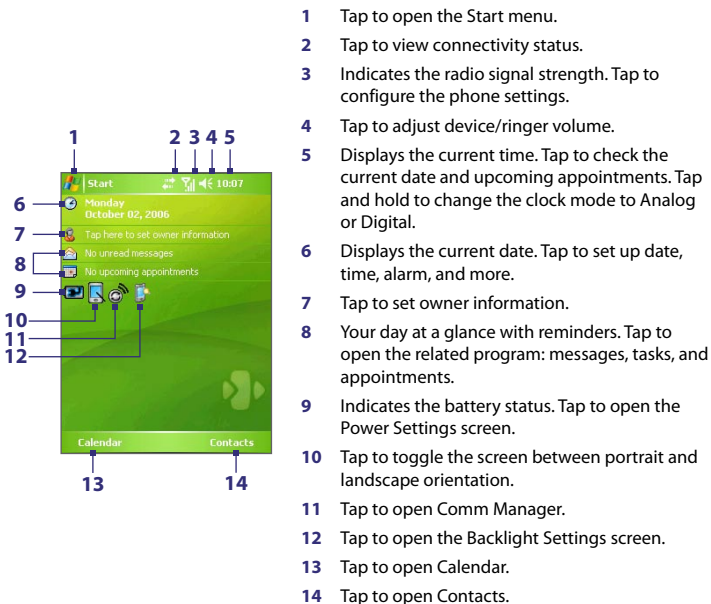 1 Tap to open the Start menu.
2 Tap to view connectivity status.
3 Indicates the radio signal strength. Tap to
configure the phone settings.
4 Tap to adjust device/ringer volume.
5 Displays the current time. Tap to check the
current date and upcoming appointments. Tap
and hold to change the clock mode to Analog
or Digital.
6 Displays the current date. Tap to set up date,
time, alarm, and more.
7 Tap to set owner information.
8 Your day at a glance with reminders. Tap to
open the related program: messages, tasks, and
appointments.
9 Indicates the battery status. Tap to open the
Power Settings screen.
10 Tap to toggle the screen between portrait and
landscape orientation.
11 Tap to open Comm Manager.
12 Tap to open the Backlight Settings screen.
13 Tap to open Calendar.
14 Tap to open Contacts.
1 2 3 4 5
Start 10:07
6 Monday
October 02, 2006
7 Tap here to set owner information
No unread messages
8
No upcoming appointments
9
10
11
12
Calendar Contacts
13 14